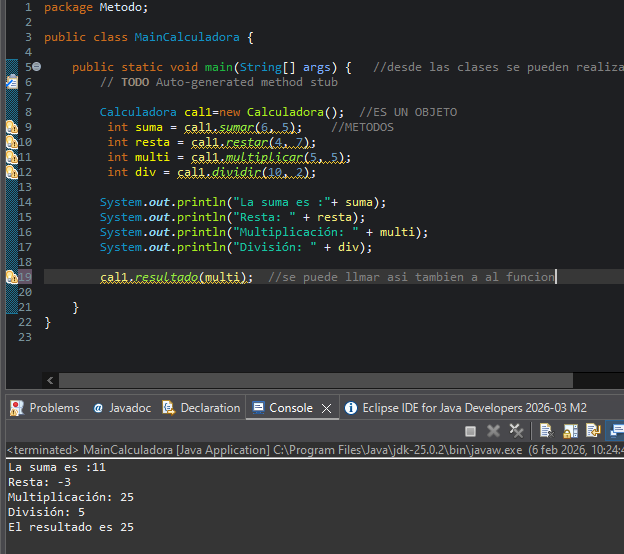 1 package Metodo;
2
3 public class MainCalculadora {
4
5 public static void main(String[] args) { //desde las clases se pueden realiza
6 // TODO Auto-generated method stub
7
8 Calculadora cal1=new Calculadora(); //ES UN OBJETO
9 int suma = cal1.sumar(6, 5); //METODOS
10 int resta = cal1.restar(4, 7);
11 int multi = cal1.multiplicar(5, 5);
12 int div = cal1.dividir(10, 2);
13
14 System.out.println("La suma es :"+ suma);
15 System.out.println("Resta: " + resta);
16 System.out.println("Multiplicación: " + multi);
17 System.out.println("División: " + div);
18
19 cal1.resultado(multi); //se puede llmar asi tambien a al funcion
20
21 }
22 }
23
Problems @ Javadoc Declaration Console Eclipse IDE for Java Developers 2026-03 M2
<terminated> MainCalculadora [Java Application] C:\Program Files\Java\jdk-25.0.2\bin\javaw.exe (6 feb 2026, 10:24:4
La suma es :11
Resta: -3
Multiplicación: 25
División: 5
El resultado es 25